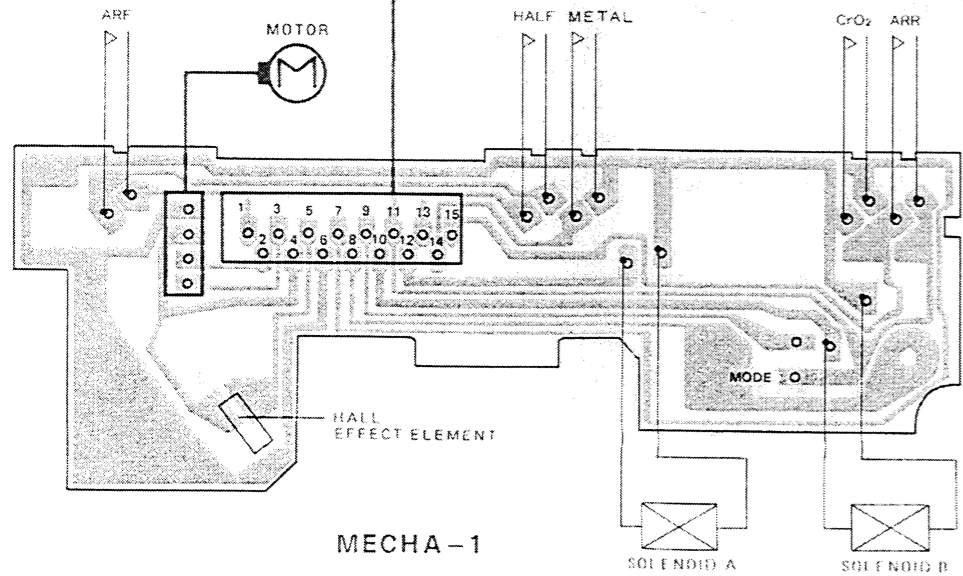 ARF
HALF METAL
CrO₂ ARR
MOTOR
M
1 3 5 7 9 11 13 15
2 4 6 8 10 12 14
MODE
HALL
EFFECT ELEMENT
MECHA-1
SOLENOID A
SOLENOID B